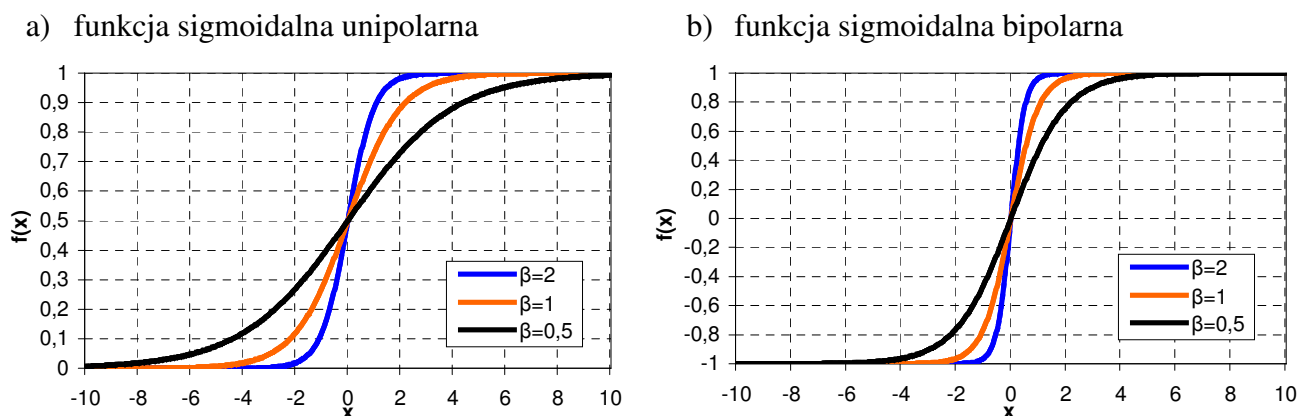 a) funkcja sigmoidalna unipolarna
1
0,9
0,8
0,7
0,6
0,5
0,4
0,3
0,2
0,1
0
f(x)
-10 -8 -6 -4 -2 0 2 4 6 8 10
x
β=2
β=1
β=0,5
b) funkcja sigmoidalna bipolarna
1
0,8
0,6
0,4
0,2
0
-0,2
-0,4
-0,6
-0,8
-1
f(x)
-10 -8 -6 -4 -2 0 2 4 6 8 10
x
β=2
β=1
β=0,5